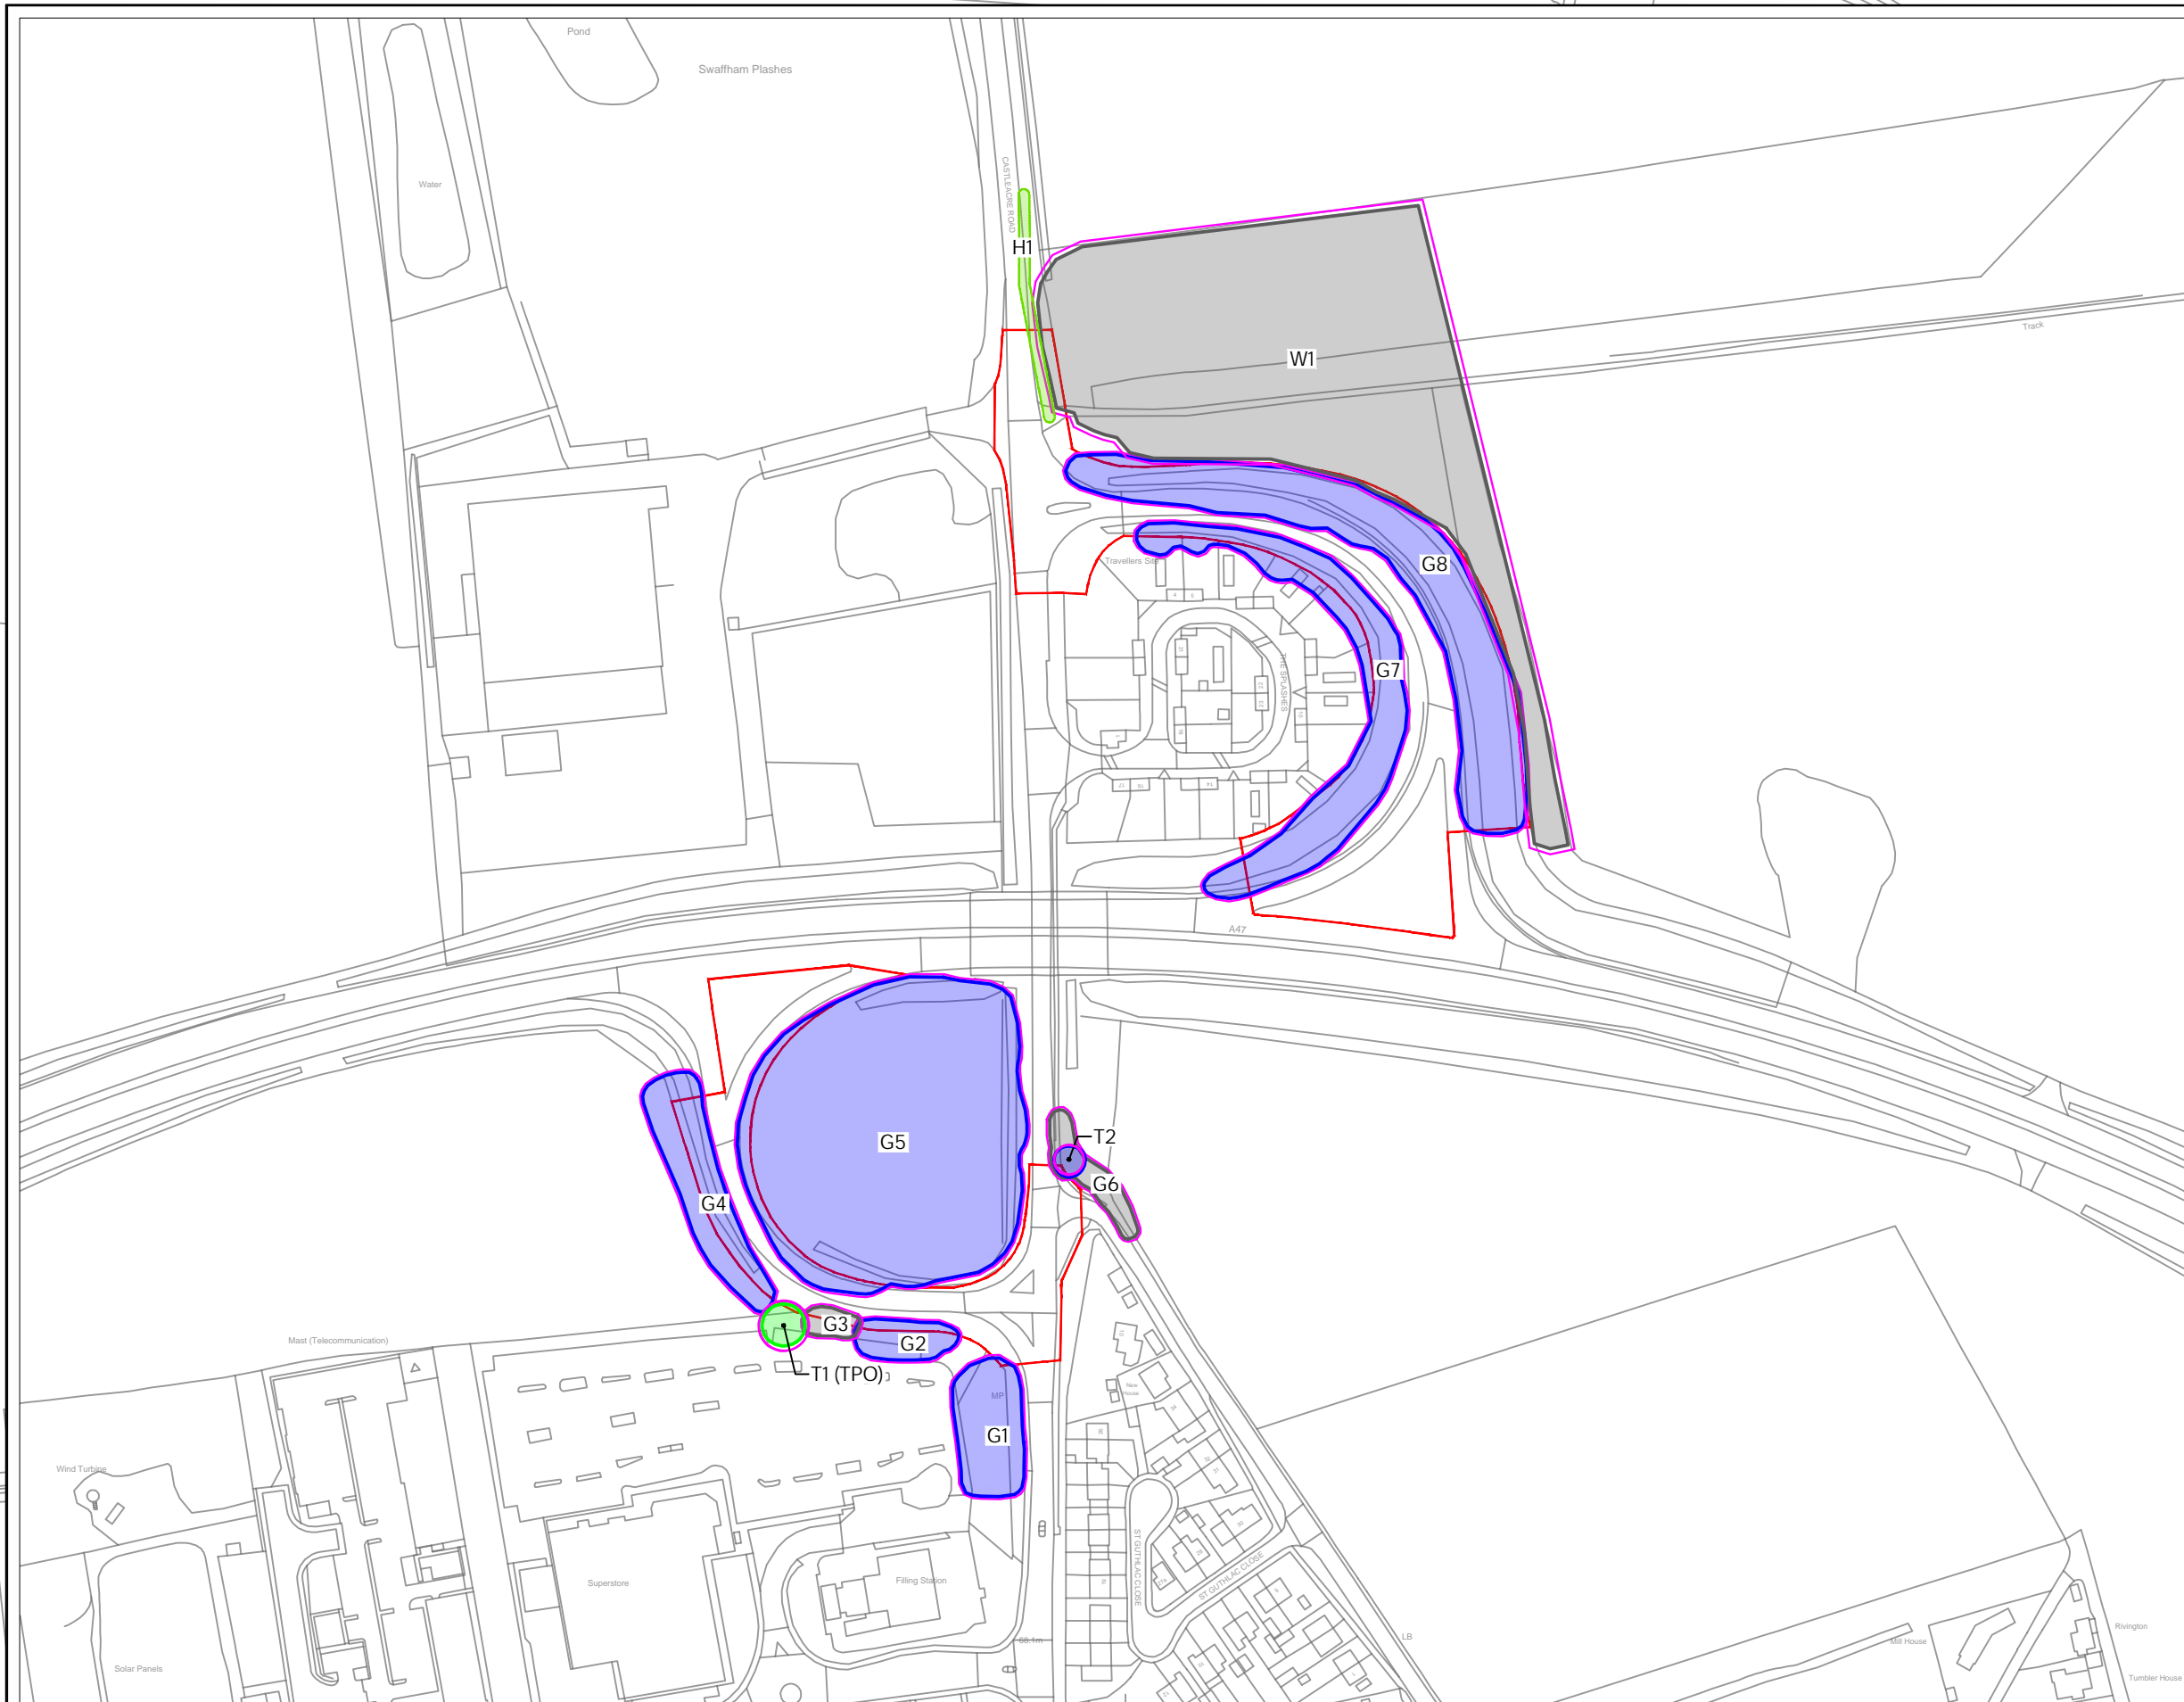 Pond
Swaffham Plashes
Water
CASTLEACRE ROAD
H1
Track
W1
G8
Travellers Site
THE SPLASHES
G7
A47
T2
G5
G6
G4
G3
G2
Mast (Telecommunication)
T1 (TPO)
MP
New
House
G1
Wind Turbine
ST GUTHLAC CLOSE
ST GUTHLAC CLOSE
Superstore
Filling Station
LB
Mill House
Rivington
Solar Panels
Tumbler House